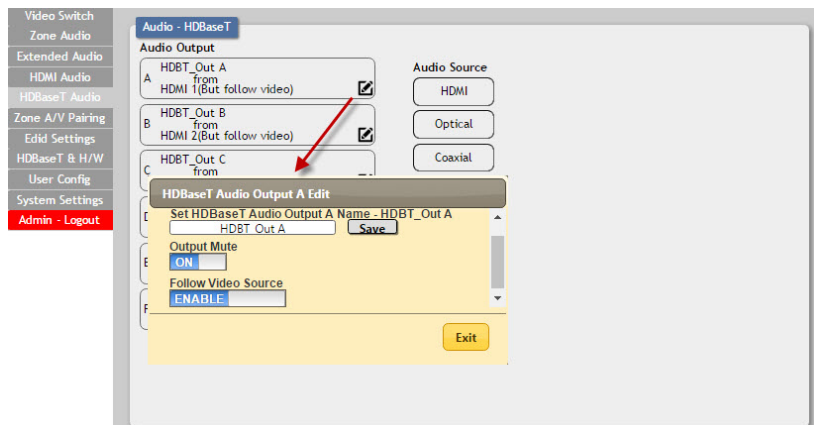 Video Switch
Zone Audio
Extended Audio
HDMI Audio
HDBaseT Audio
Zone A/V Pairing
Edid Settings
HDBaseT & H/W
User Config
System Settings
Admin - Logout
Audio - HDBaseT
Audio Output
A
HDBT_Out A
from
HDMI 1(But follow video)
B
HDBT_Out B
from
HDMI 2(But follow video)
C
HDBT_Out C
from
Audio Source
HDMI
Optical
Coaxial
HDBaseT Audio Output A Edit
Set HDBaseT Audio Output A Name - HDBT_Out A
HDBT_Out A
Save
Output Mute
ON
Follow Video Source
ENABLE
Exit